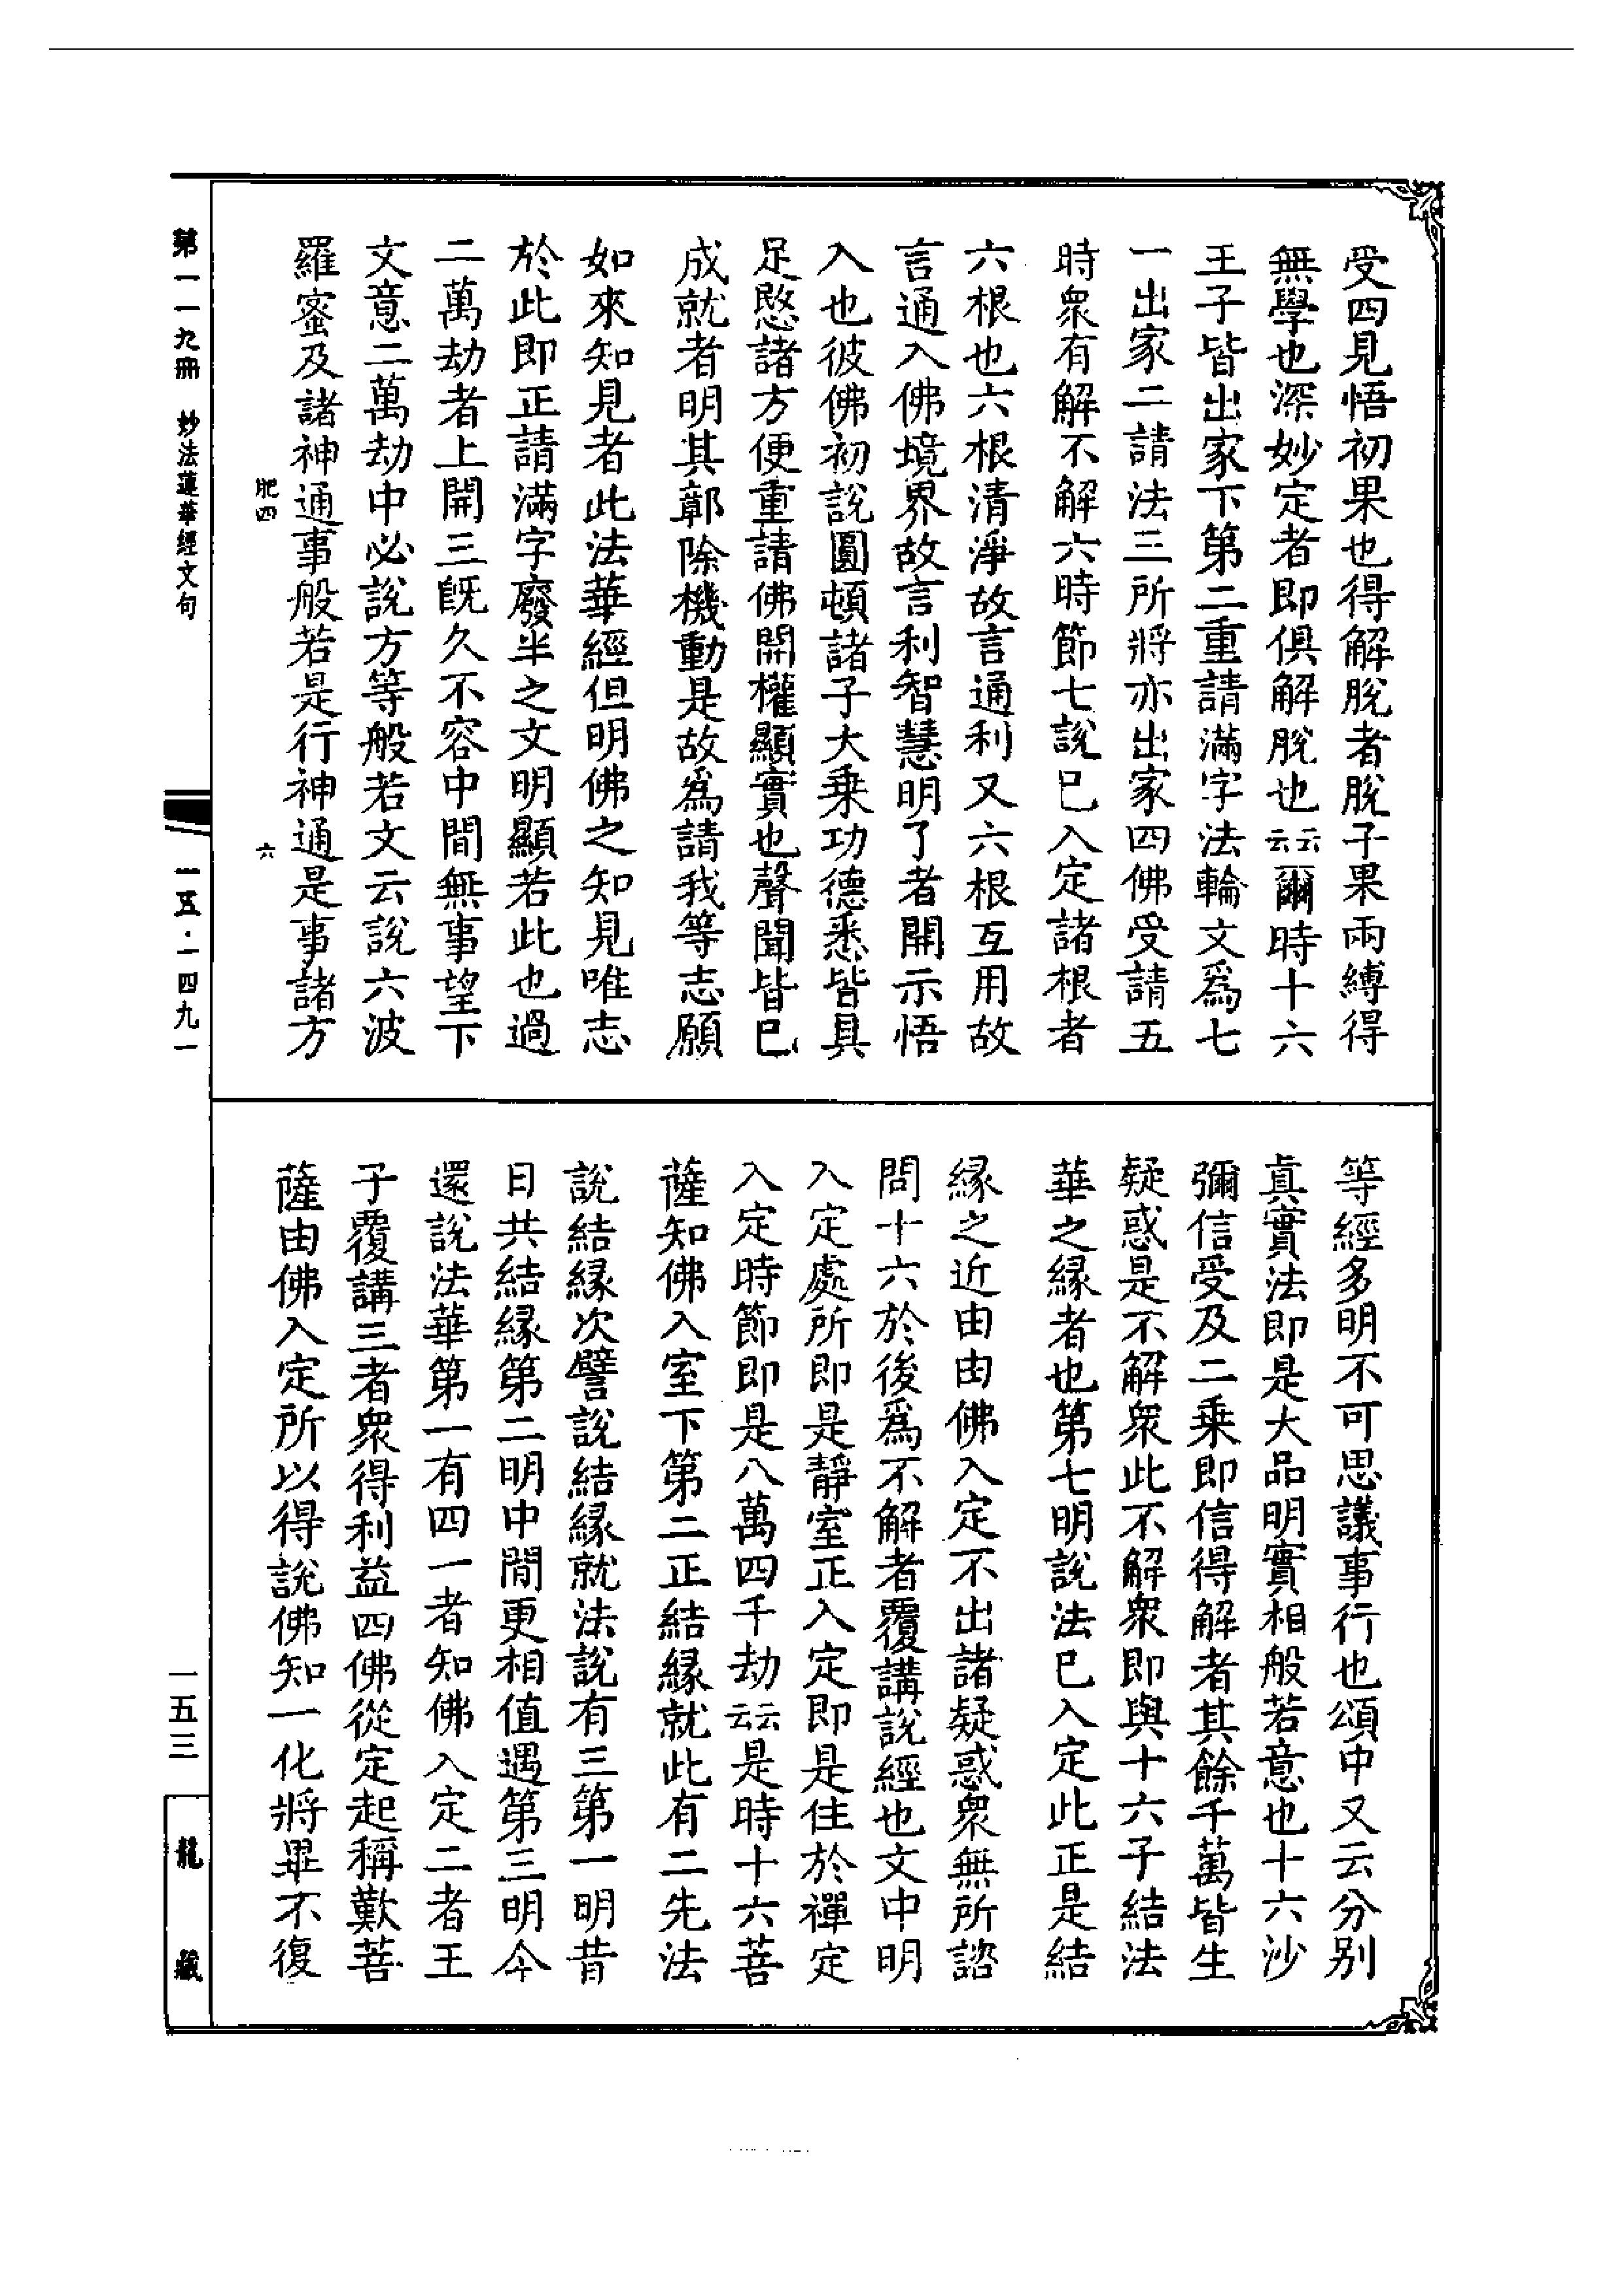 受四見悟初果也得解脫者脫子果兩縛得
無學也深妙定者即俱解脫也云云爾時十六
王子皆出家下第二重請滿字法輪文爲七
一出家二請法三所將亦出家四佛受請五
時衆有解不解六時節七說已入定諸根者
六根也六根清淨故言通利又六根互用故
言通入佛境界故言利智慧明了者開示悟
入也彼佛初說圓頓諸子大乗功德悉皆具
足愍諸方便重請佛開權顯實也聲聞皆已
成就者明其鄣除機動是故爲請我等志願
如來知見者此法華經但明佛之知見唯志
於此即正請滿字廢半之文明顯若此也過
二萬劫者上開三旣久不容中間無事望下
文意二萬劫中必說方等般若文云說六波
羅蜜及諸神通事般若是行神通是事諸方
肥四 六
等經多明不可思議事行也頌中又云分别
真實法即是大品明實相般若意也十六沙
彌信受及二乗即信得解者其餘千萬皆生
疑惑是不解衆此不解衆即與十六子結法
華之縁者也第七明說法已入定此正是結
縁之近由由佛入定不出諸疑惑衆無所諮
問十六於後爲不解者覆講說經也文中明
入定處所即是靜室正入定即是住於禪定
入定時節即是八萬四千劫云云是時十六菩
薩知佛入室下第二正結縁就此有二先法
說結縁次譬說結縁就法說有三第一明昔
日共結縁第二明中間更相值遇第三明今
還說法華第一有四一者知佛入定二者王
子覆講三者衆得利益四佛從定起稱歎菩
薩由佛入定所以得說佛知一化將畢不復
第一一九冊 妙法蓮華經文句
一五·一四九一
一五三
龍藏